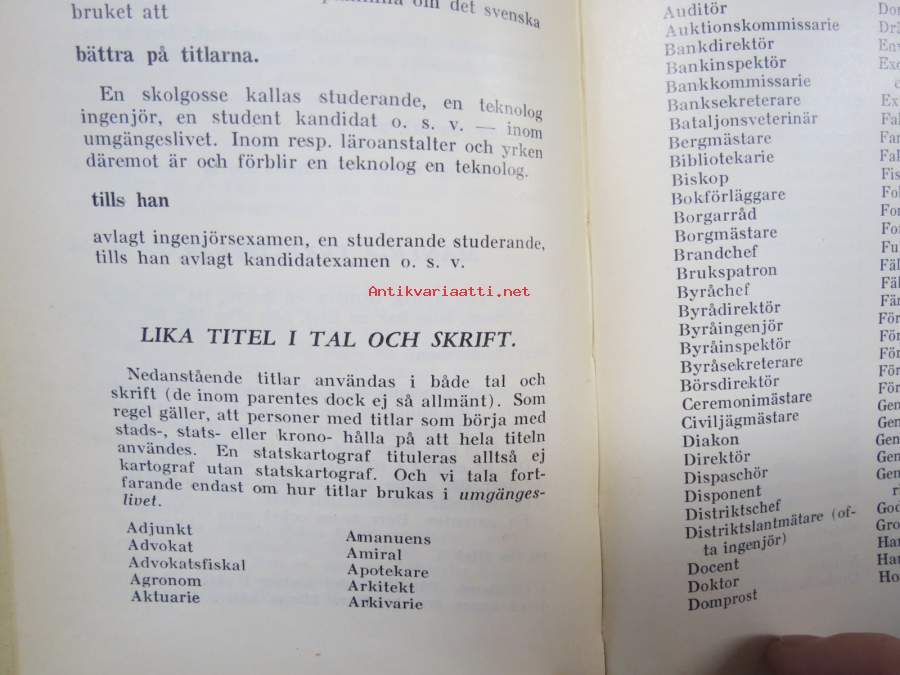 om det svenska
bruket att
bättra på titlarna.
En skolgosse kallas studerande, en teknolog
ingenjör, en student kandidat o. s. v. — inom
umgängeslivet. Inom resp. läroanstalter och yrken
däremot är och förblir en teknolog en teknolog.
tills han
avlagt ingenjörsexamen, en studerande studerande,
tills han avlagt kandidatexamen o. s. v.
Antikvariaatti.net
LIKA TITEL I TAL OCH SKRIFT.
Nedanstående titlar användas i både tal och
skrift (de inom parentes dock ej så allmänt). Som
regel gäller, att personer med titlar som börja med
stads-, stats- eller krono- hålla på att hela titeln
användes. En statskartograf tituleras alltså ej
kartograf utan statskartograf. Och vi tala fort-
farande endast om hur titlar brukas i umgänges-
livet.
Adjunkt
Advokat
Advokatsfiskal
Agronom
Aktuarie
Amanuens
Amiral
Apotekare
Arkitekt
Arkivarie
Auditör
Auktionskommissarie
Bankdirektör
Bankinspektör
Bankkommissarie
Banksekreterare
Bataljonsveterinär
Bergmästare
Bibliotekarie
Biskop
Bokförläggare
Borgarråd
Borgmästare
Brandchef
Brukspatron
Byråchef
Byrådirektör
Byråingenjör
Byråinspektör
Byråsekreterare
Börsdirektör
Ceremonimästare
Civiljägmästare
Diakon
Direktör
Dispaschör
Disponent
Distriktschef
Distriktslantmätare (of-
ta ingenjör)
Docent
Doktor
Domprost